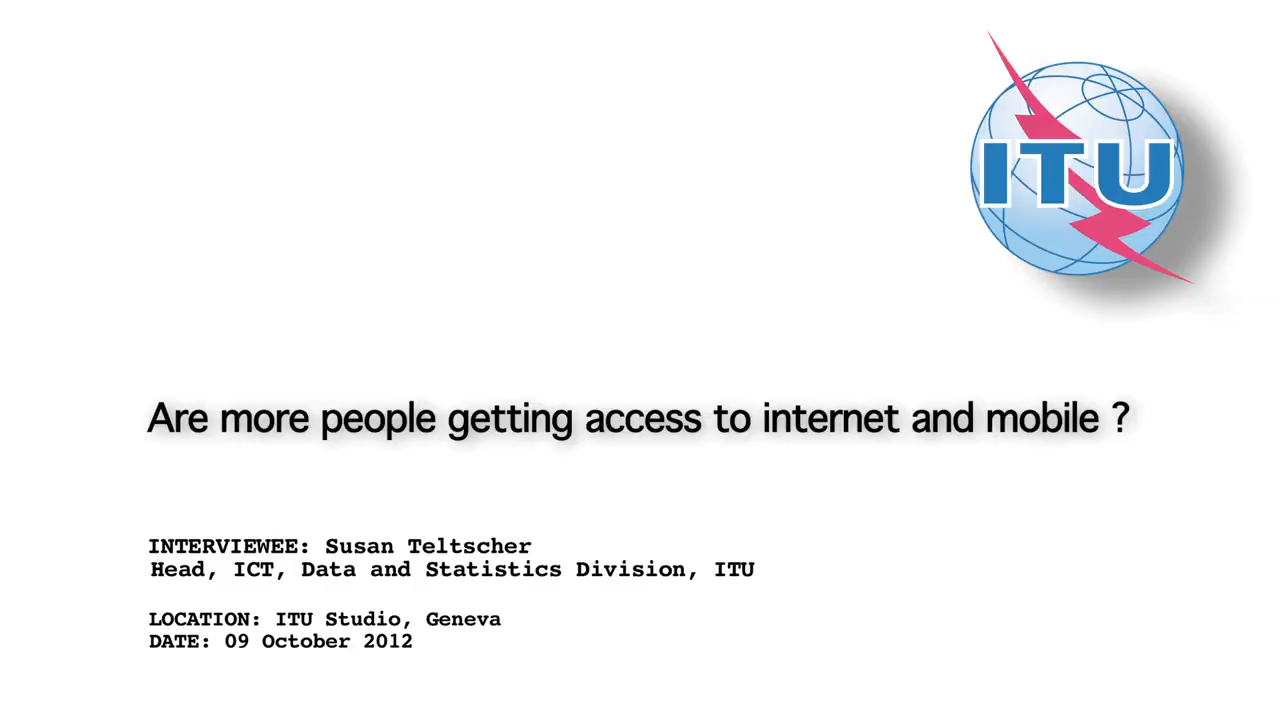 ITU
Are more people getting access to internet and mobile ?
INTERVIEWEE: Susan Teltscher
Head, ICT, Data and Statistics Division, ITU
LOCATION: ITU Studio, Geneva
DATE: 09 October 2012